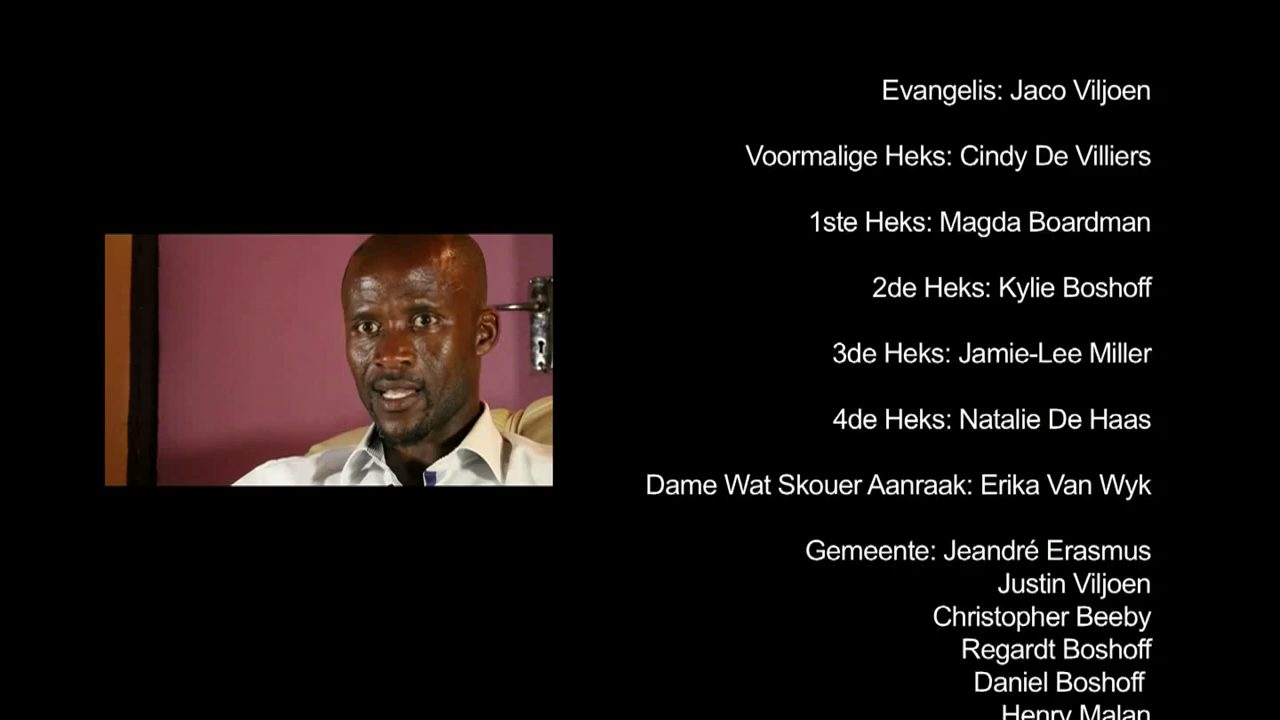 Evangelis: Jaco Viljoen
Voormalige Heks: Cindy De Villiers
1ste Heks: Magda Boardman
2de Heks: Kylie Boshoff
3de Heks: Jamie-Lee Miller
4de Heks: Natalie De Haas
Dame Wat Skouer Aanraak: Erika Van Wyk
Gemeente: Jeandré Erasmus
Justin Viljoen
Christopher Beeby
Regardt Boshoff
Daniel Boshoff
Henry Malan